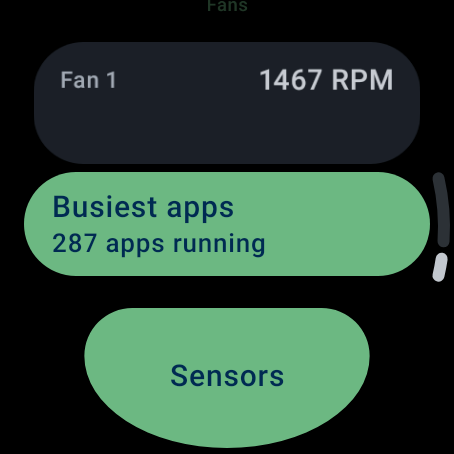 Fans
Fan 1
1467 RPM
Busiest apps
287 apps running
Sensors